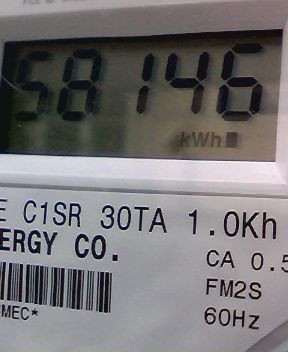 58146
kWh
E C1SR 30TA 1.0Kh
ERGY CO.
CA 0.5
FM2S
MEC*
60Hz